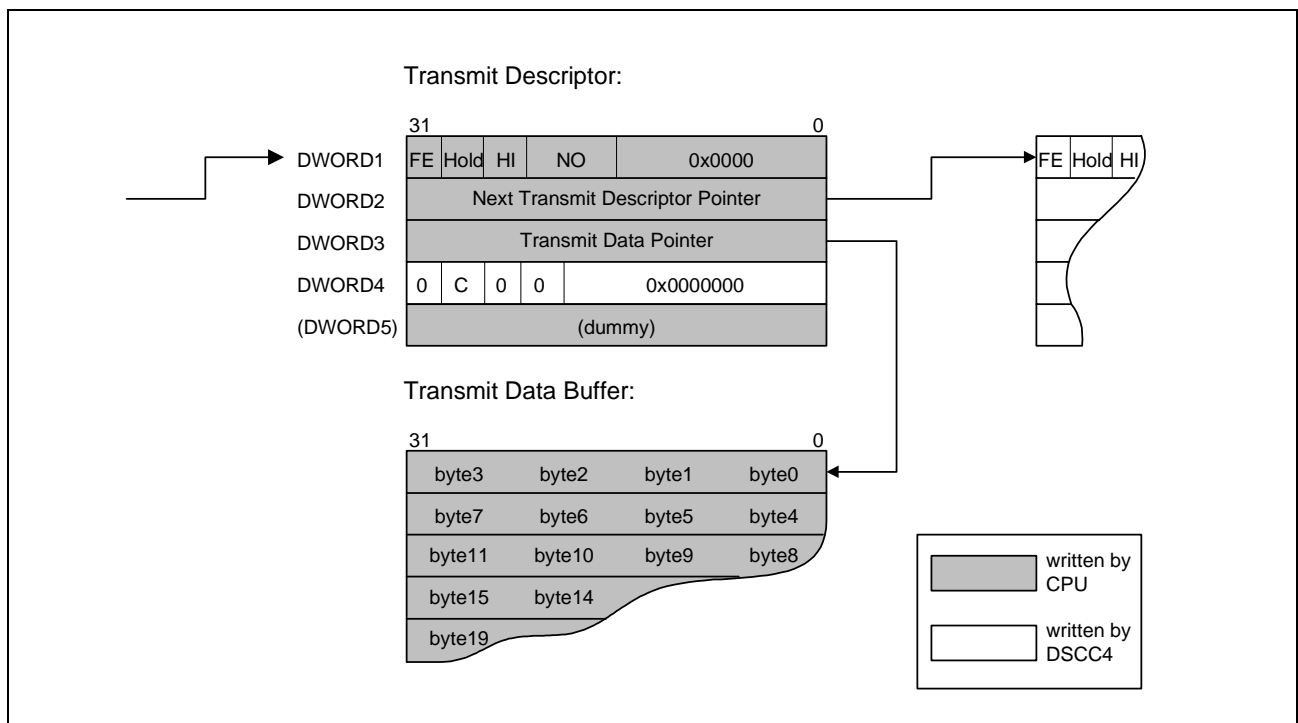 Transmit Descriptor:
31 0
DWORD1 FE Hold HI NO 0x0000 FE Hold HI
DWORD2 Next Transmit Descriptor Pointer
DWORD3 Transmit Data Pointer
DWORD4 0 C 0 0 0x0000000
(DWORD5) (dummy)
Transmit Data Buffer:
31 0
byte3 byte2 byte1 byte0
byte7 byte6 byte5 byte4
byte11 byte10 byte9 byte8
byte15 byte14
byte19
written by
CPU
written by
DSCC4